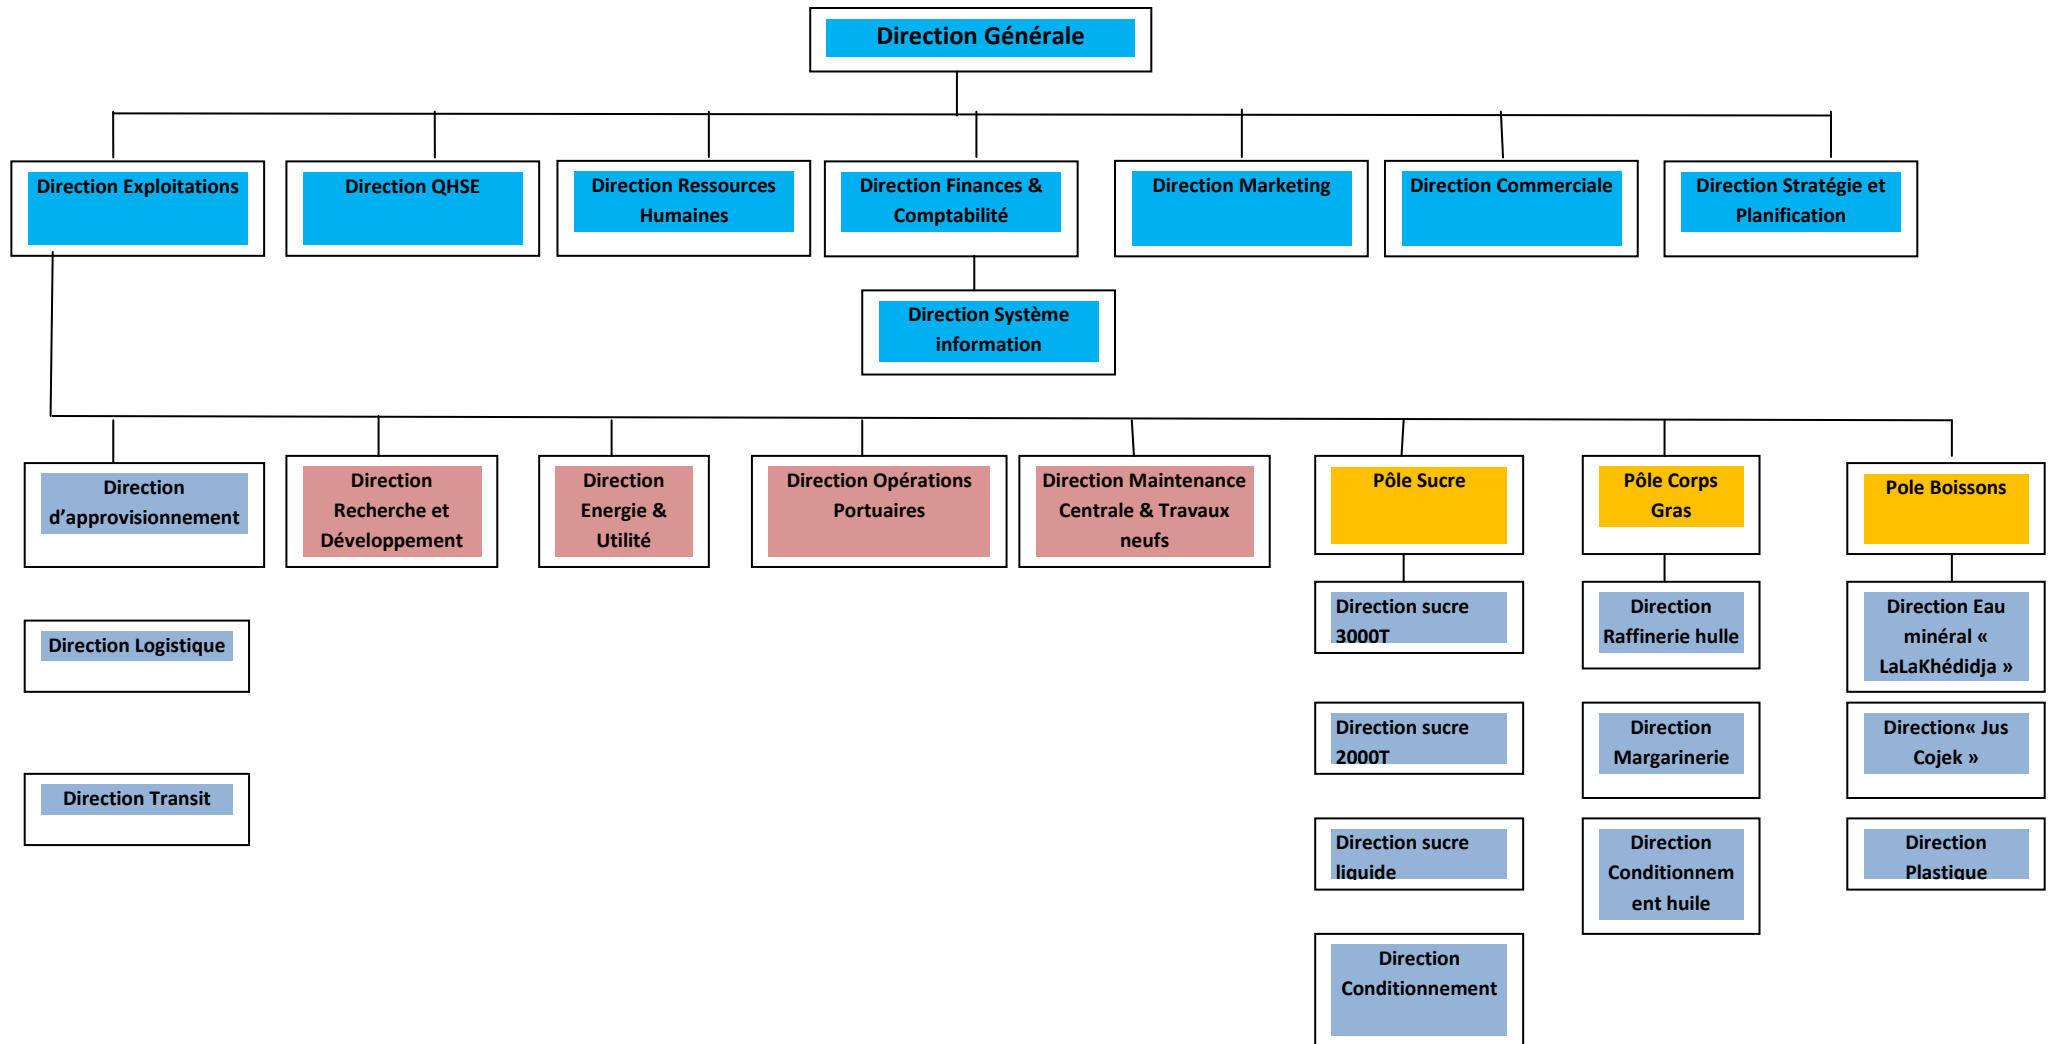 Direction Générale
Direction Exploitations
Direction QHSE
Direction Ressources
Humaines
Direction Finances &
Comptabilité
Direction Marketing
Direction Commerciale
Direction Stratégie et
Planification
Direction Système
information
Direction
d’approvisionnement
Direction
Recherche et
Développement
Direction
Energie &
Utilité
Direction Opérations
Portuaires
Direction Maintenance
Centrale & Travaux
neufs
Pôle Sucre
Pôle Corps
Gras
Pole Boissons
Direction Logistique
Direction Transit
Direction sucre
3000T
Direction sucre
2000T
Direction sucre
liquide
Direction
Conditionnement
Direction
Raffinerie hulle
Direction
Margarinerie
Direction
Conditionnem
ent huile
Direction Eau
minéral «
LaLaKhédidja »
Direction« Jus
Cojek »
Direction
Plastique